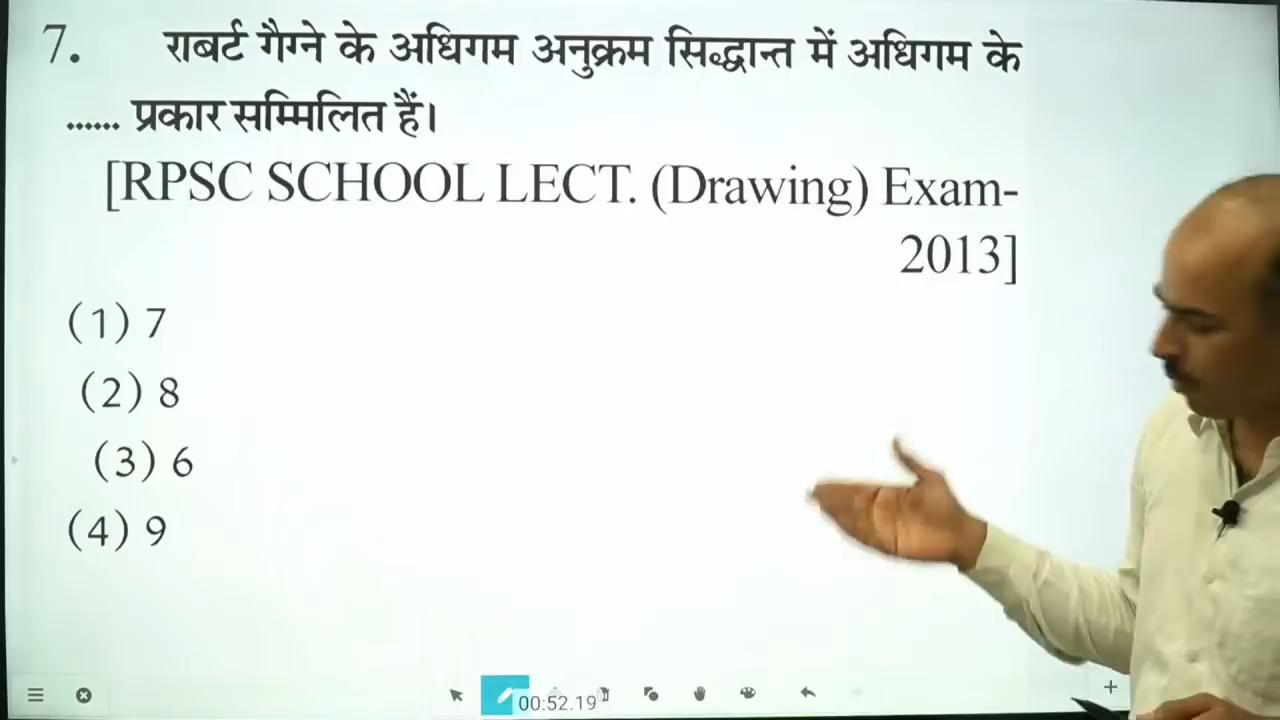 7. राबर्ट गैग्ने के अधिगम अनुक्रम सिद्धान्त में अधिगम के
...... प्रकार सम्मिलित हैं।
[RPSC SCHOOL LECT. (Drawing) Exam-
2013]
(1) 7
(2) 8
(3) 6
(4) 9
00:52.19